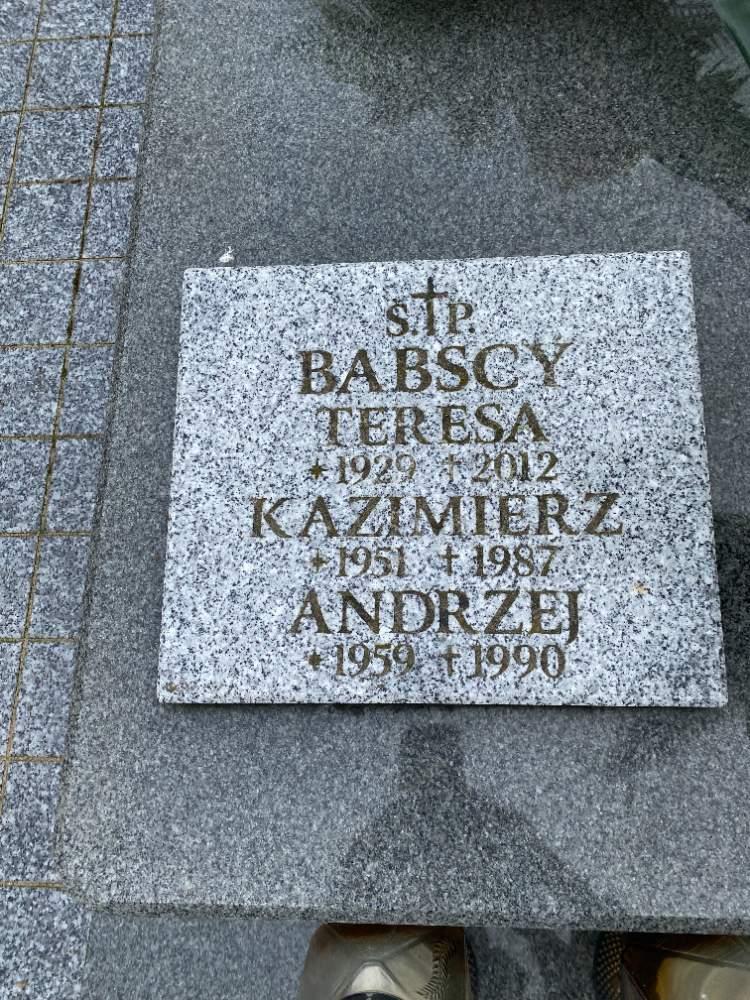 Ś.†P.
BABSCY
TERESA
* 1929 † 2012
KAZIMIERZ
* 1951 † 1987
ANDRZEJ
* 1959 † 1990